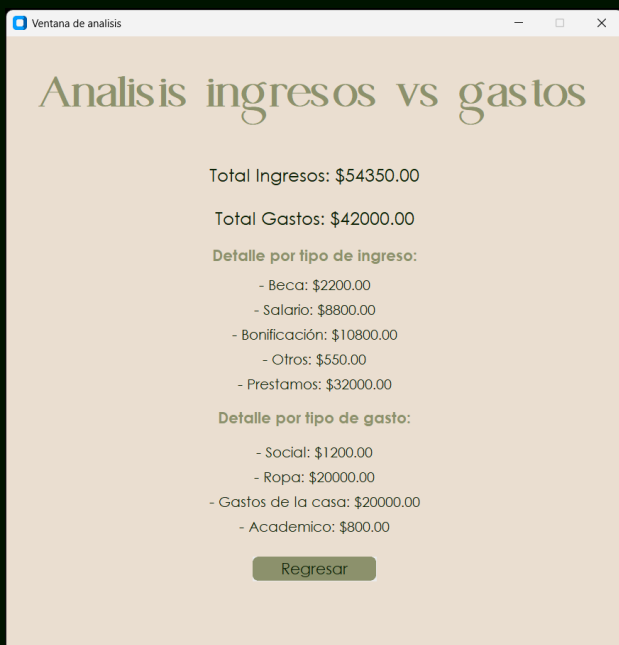 Ventana de analisis
Analisis ingresos vs gastos
Total Ingresos: $54350.00
Total Gastos: $42000.00
Detalle por tipo de ingreso:
- Beca: $2200.00
- Salario: $8800.00
- Bonificación: $10800.00
- Otros: $550.00
- Prestamos: $32000.00
Detalle por tipo de gasto:
- Social: $1200.00
- Ropa: $20000.00
- Gastos de la casa: $20000.00
- Academico: $800.00
Regresar